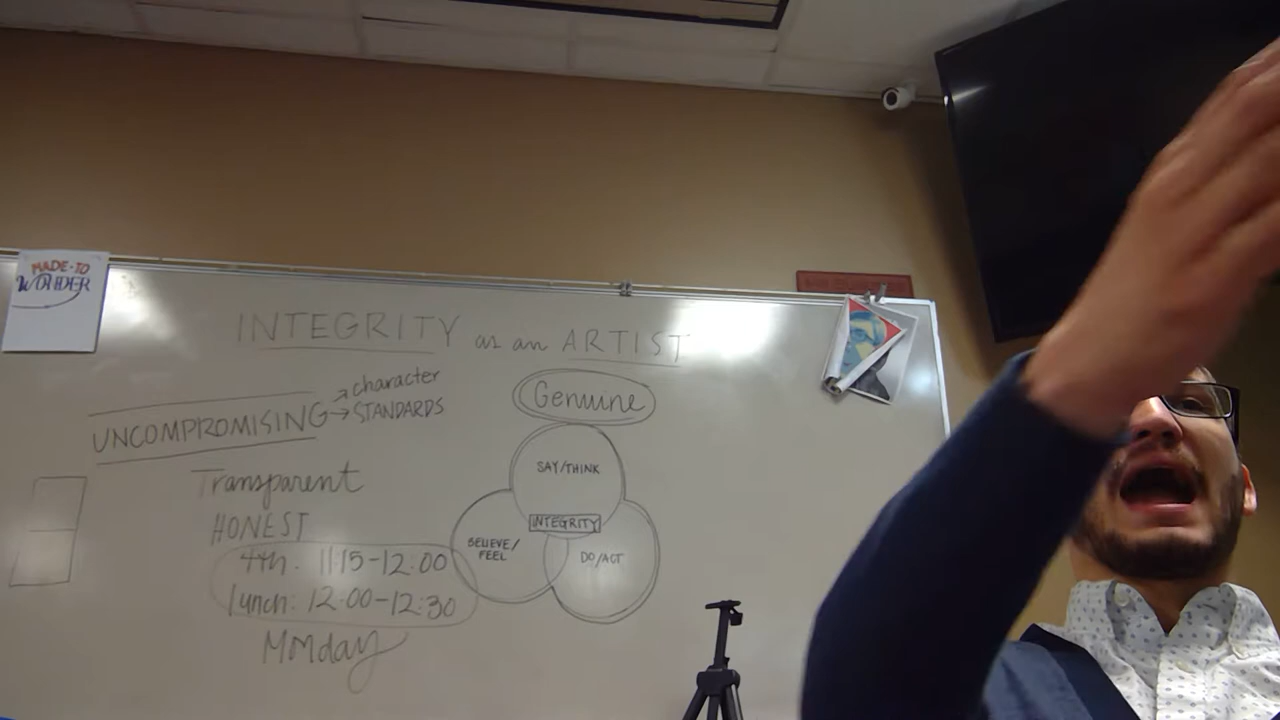 MADE-TO
WONDER
INTEGRITY as an ARTIST
UNCOMPROMISING → character
→ STANDARDS
Genuine
Transparent
HONEST
4th: 11:15-12:00
lunch: 12:00-12:30
Monday
SAY/THINK
INTEGRITY
BELIEVE/
FEEL
DO/ACT